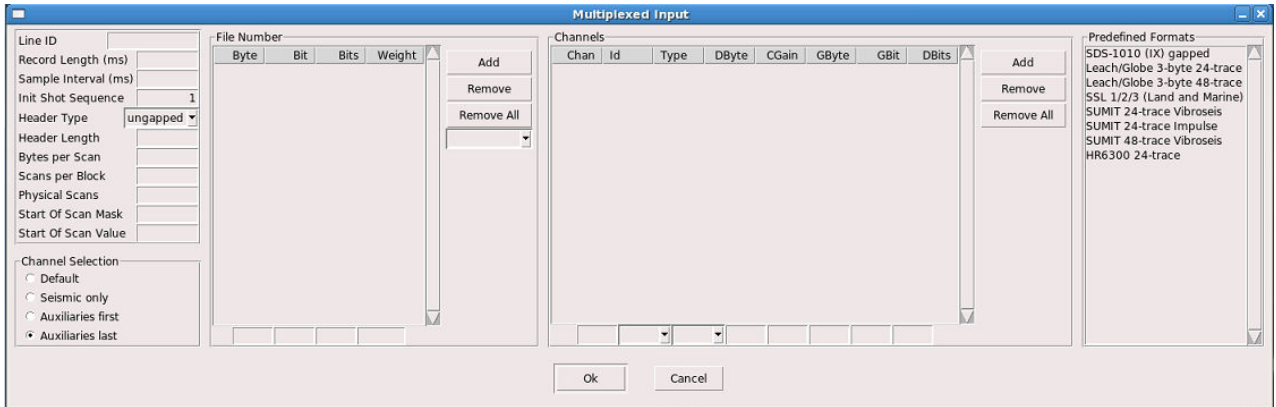 Multiplexed Input
Line ID
Record Length (ms)
Sample Interval (ms)
Init Shot Sequence 1
Header Type ungapped
Header Length
Bytes per Scan
Scans per Block
Physical Scans
Start Of Scan Mask
Start Of Scan Value
Channel Selection
Default
Seismic only
Auxiliaries first
Auxiliaries last
File Number
Byte Bit Bits Weight
Add
Remove
Remove All
Channels
Chan Id Type DByte CGain GByte GBit DBits
Add
Remove
Remove All
Predefined Formats
SDS-1010 (IX) gapped
Leach/Globe 3-byte 24-trace
Leach/Globe 3-byte 48-trace
SSL 1/2/3 (Land and Marine)
SUMIT 24-trace Vibroseis
SUMIT 24-trace Impulse
SUMIT 48-trace Vibroseis
HR6300 24-trace
Ok Cancel